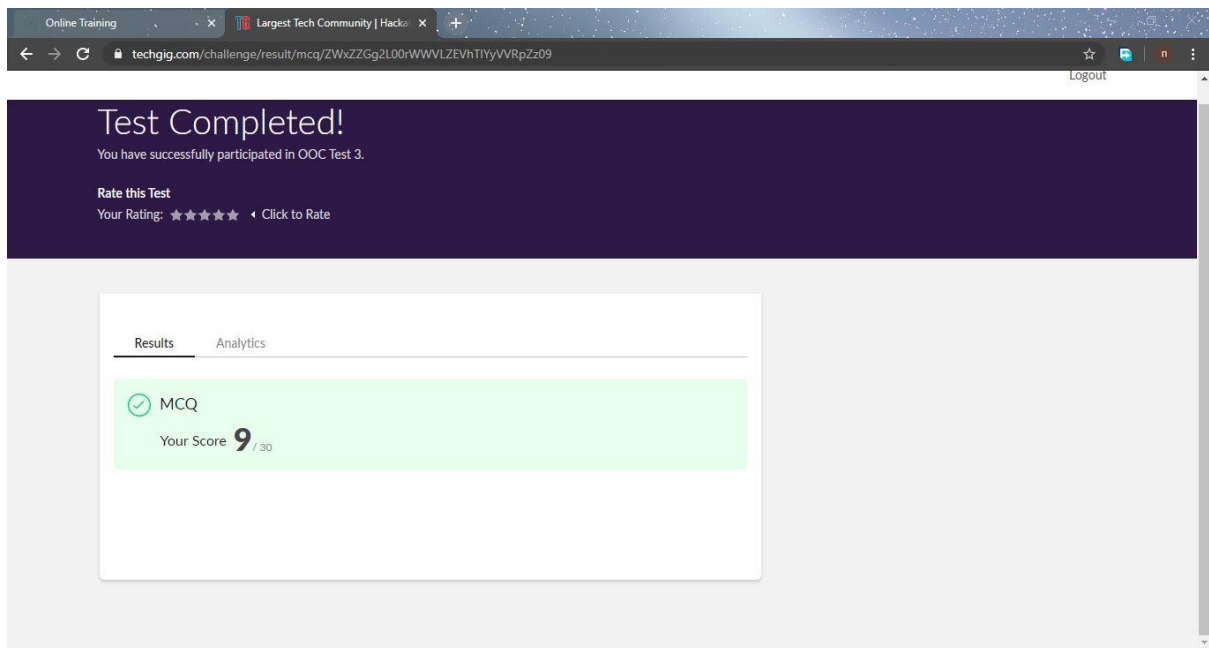 Online Training
TG Largest Tech Community | Hacka
techgig.com/challenge/result/mcq/
n
Logout
Test Completed!
You have successfully participated in OOC Test 3.
Rate this Test
Your Rating: Click to Rate
Results Analytics
MCQ
Your Score 9 / 30